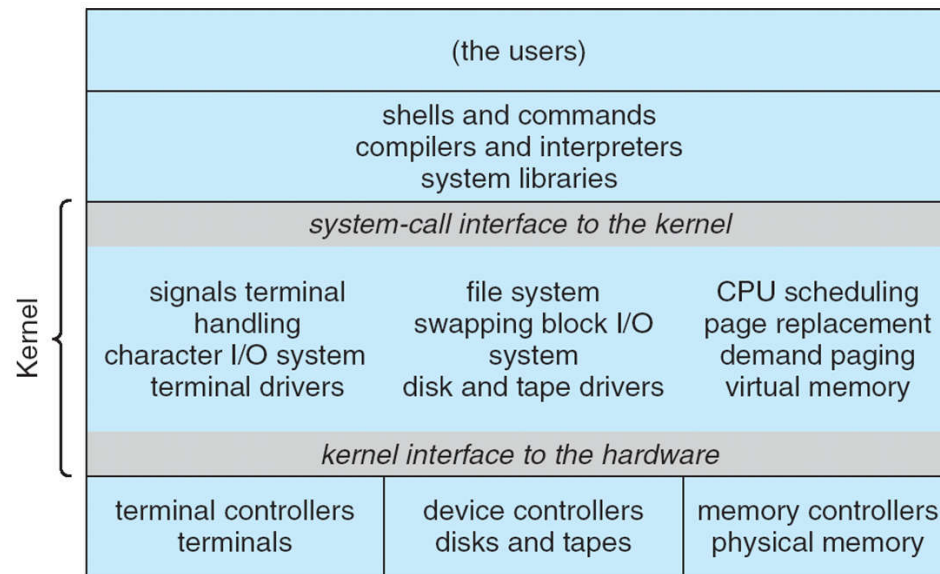 (the users)
shells and commands
compilers and interpreters
system libraries
Kernel
system-call interface to the kernel
signals terminal
handling
character I/O system
terminal drivers
file system
swapping block I/O
system
disk and tape drivers
CPU scheduling
page replacement
demand paging
virtual memory
kernel interface to the hardware
terminal controllers
terminals
device controllers
disks and tapes
memory controllers
physical memory